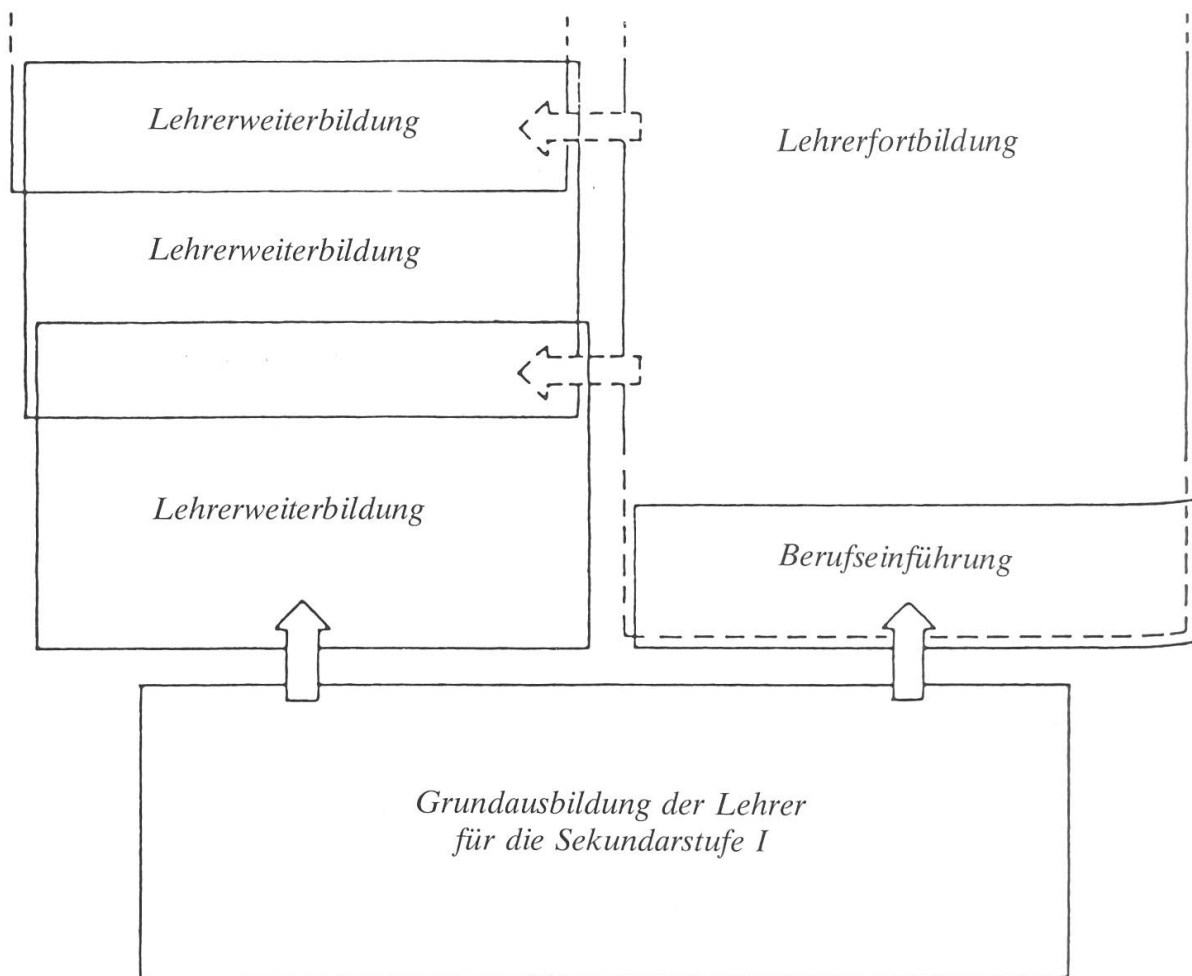 Lehrerweiterbildung
Lehrerfortbildung
Lehrerweiterbildung
Lehrerweiterbildung
Berufseinführung
Grundausbildung der Lehrer
für die Sekundarstufe I